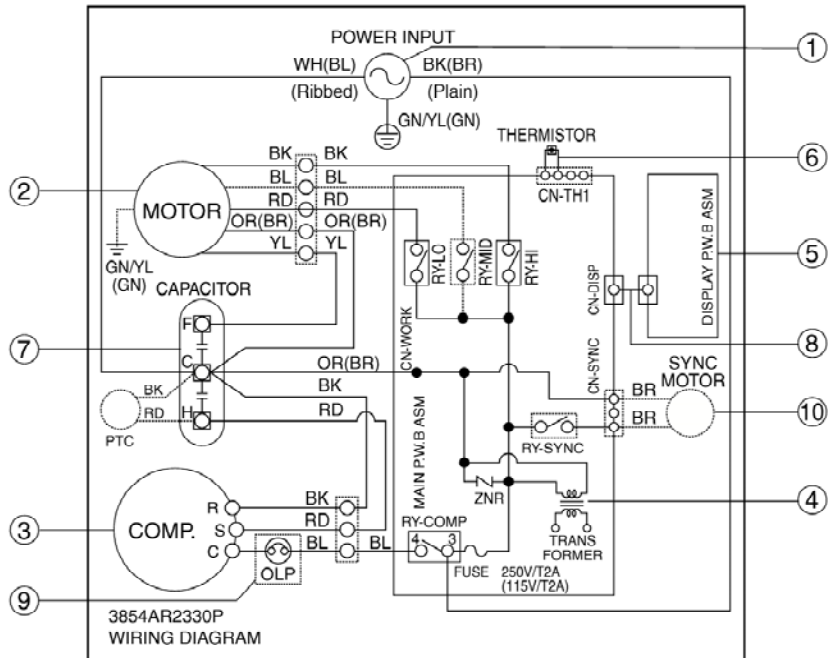 POWER INPUT
WH(BL) BK(BR)
(Ribbed) (Plain)
GN/YL(GN)
1
THERMISTOR
6
CN-TH1
2
MOTOR
BK BK
BL BL
RD RD
OR(BR) OR(BR)
YL
GN/YL
(GN)
RY-LO
RY-MID
RY-HI
CN-DISP
DISPLAY P.W.B ASM
5
8
CAPACITOR
7
F
C
H
BK
RD
PTC
OR(BR)
BK
RD
CN-WORK
MAIN P.W.B ASM
CN-SYNC
SYNC
MOTOR
BR
BR
10
RY-SYNC
ZNR
4
TRANS
FORMER
3
COMP.
R
S
C
BK
RD
BL BL
OLP
9
RY-COMP
4 3
FUSE
250V/T2A
(115V/T2A)
3854AR2330P
WIRING DIAGRAM